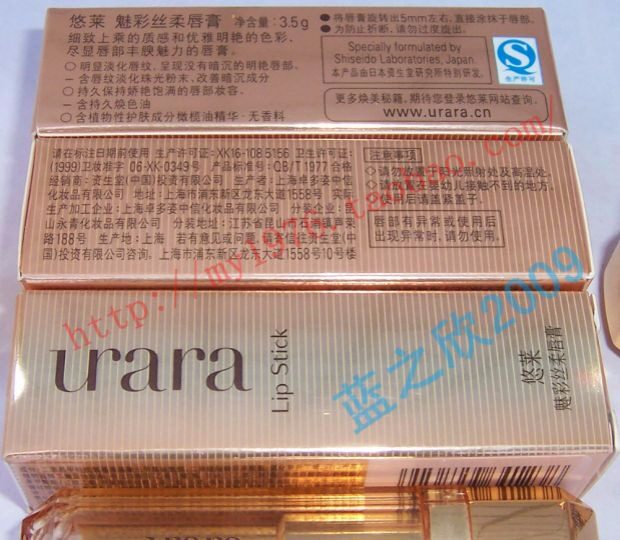 悠莱 魅彩丝柔唇膏 净含量:3.5g
细致上乘的质感和优雅明艳的色彩,
尽显唇部丰腴魅力的唇膏。
○明显淡化唇纹,呈现没有暗沉的明艳唇部。
－含唇纹淡化珠光粉末,改善暗沉成分
○持久保持娇艳饱满的唇部妆容。
－含持久焕色油
○含植物性护肤成分橄榄油精华·无香料
●将唇膏旋转出5mm左右,直接涂抹于唇部。
●为防止折断,请勿过度旋出。
Specially formulated by
Shiseido Laboratories, Japan.
本产品由日本资生堂研究所特别研发。
更多焕美秘籍,期待您登录悠莱网站查询。
www.urara.cn
QS
生产许可
请在标注日期前使用 生产许可证:XK16-108 5166 卫生许可证:
(1999)卫妆准字 06-XK-0349号 产品标准号:QB/T 1977 合格
经销商:资生堂(中国)投资有限公司 生产者:上海卓多姿中信
化妆品有限公司 地址:上海市浦东新区龙东大道1558号 实际
生产加工企业:上海卓多姿中信化妆品有限公司 分装企业:昆
山永青化妆品有限公司 分装地址:江苏省昆山市石浦镇声荣
路188号 生产地:上海 若有意见或问题,请寄信往资生堂(中
国)投资有限公司咨询。上海市浦东新区龙东大道1558号10号楼
注意事项
◇请勿放置于阳光照射处及高温处。
◇请放置在婴幼儿接触不到的地方。
使用后请盖紧盖子。
唇部有异常或使用后
出现异常时,请勿使用。
urara
Lip Stick
悠莱
魅彩丝柔唇膏
urara
蓝之欣2009